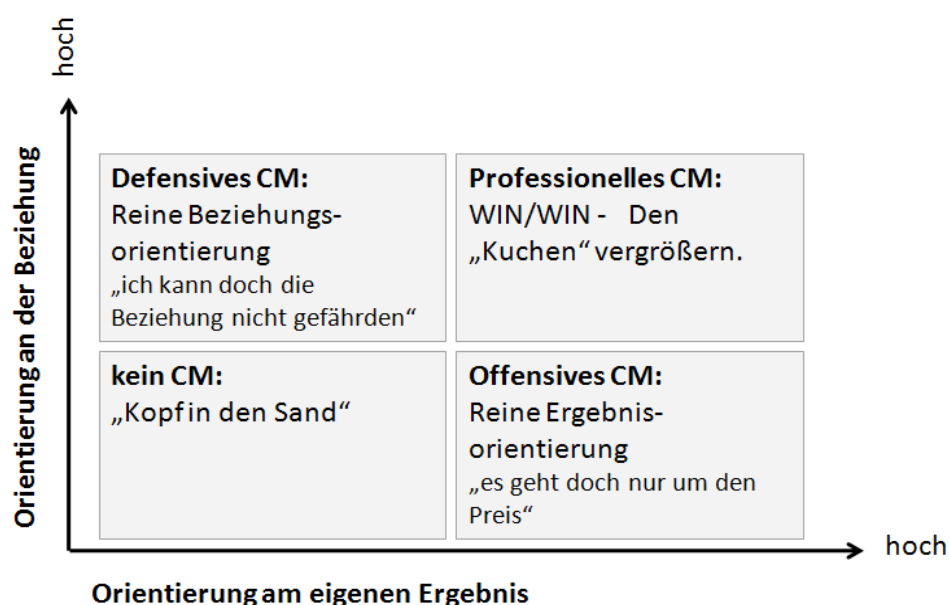 hoch
Orientierung an der Beziehung
Defensives CM:
Reine Beziehungs-
orientierung
„ich kann doch die
Beziehung nicht gefährden“
Professionelles CM:
WIN/WIN - Den
„Kuchen“ vergrößern.
kein CM:
„Kopf in den Sand“
Offensives CM:
Reine Ergebnis-
orientierung
„es geht doch nur um den
Preis“
hoch
Orientierung am eigenen Ergebnis